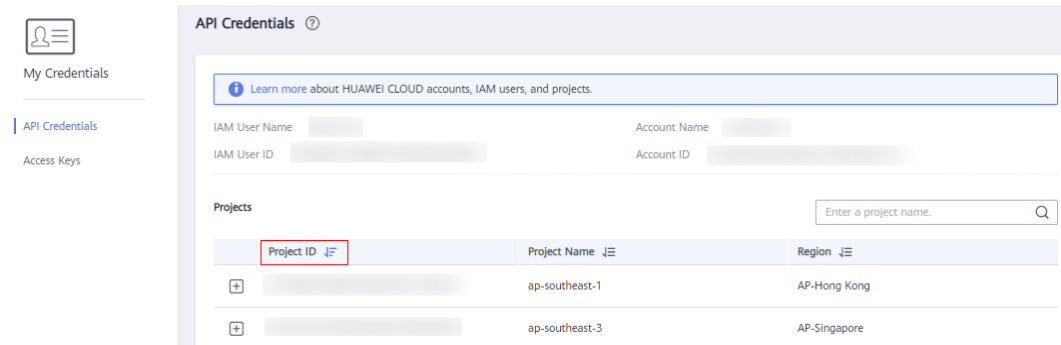 API Credentials
My Credentials
API Credentials
Access Keys
Learn more about HUAWEI CLOUD accounts, IAM users, and projects.
IAM User Name Account Name
IAM User ID Account ID
Projects
Enter a project name.
Project ID Project Name Region
ap-southeast-1 AP-Hong Kong
ap-southeast-3 AP-Singapore